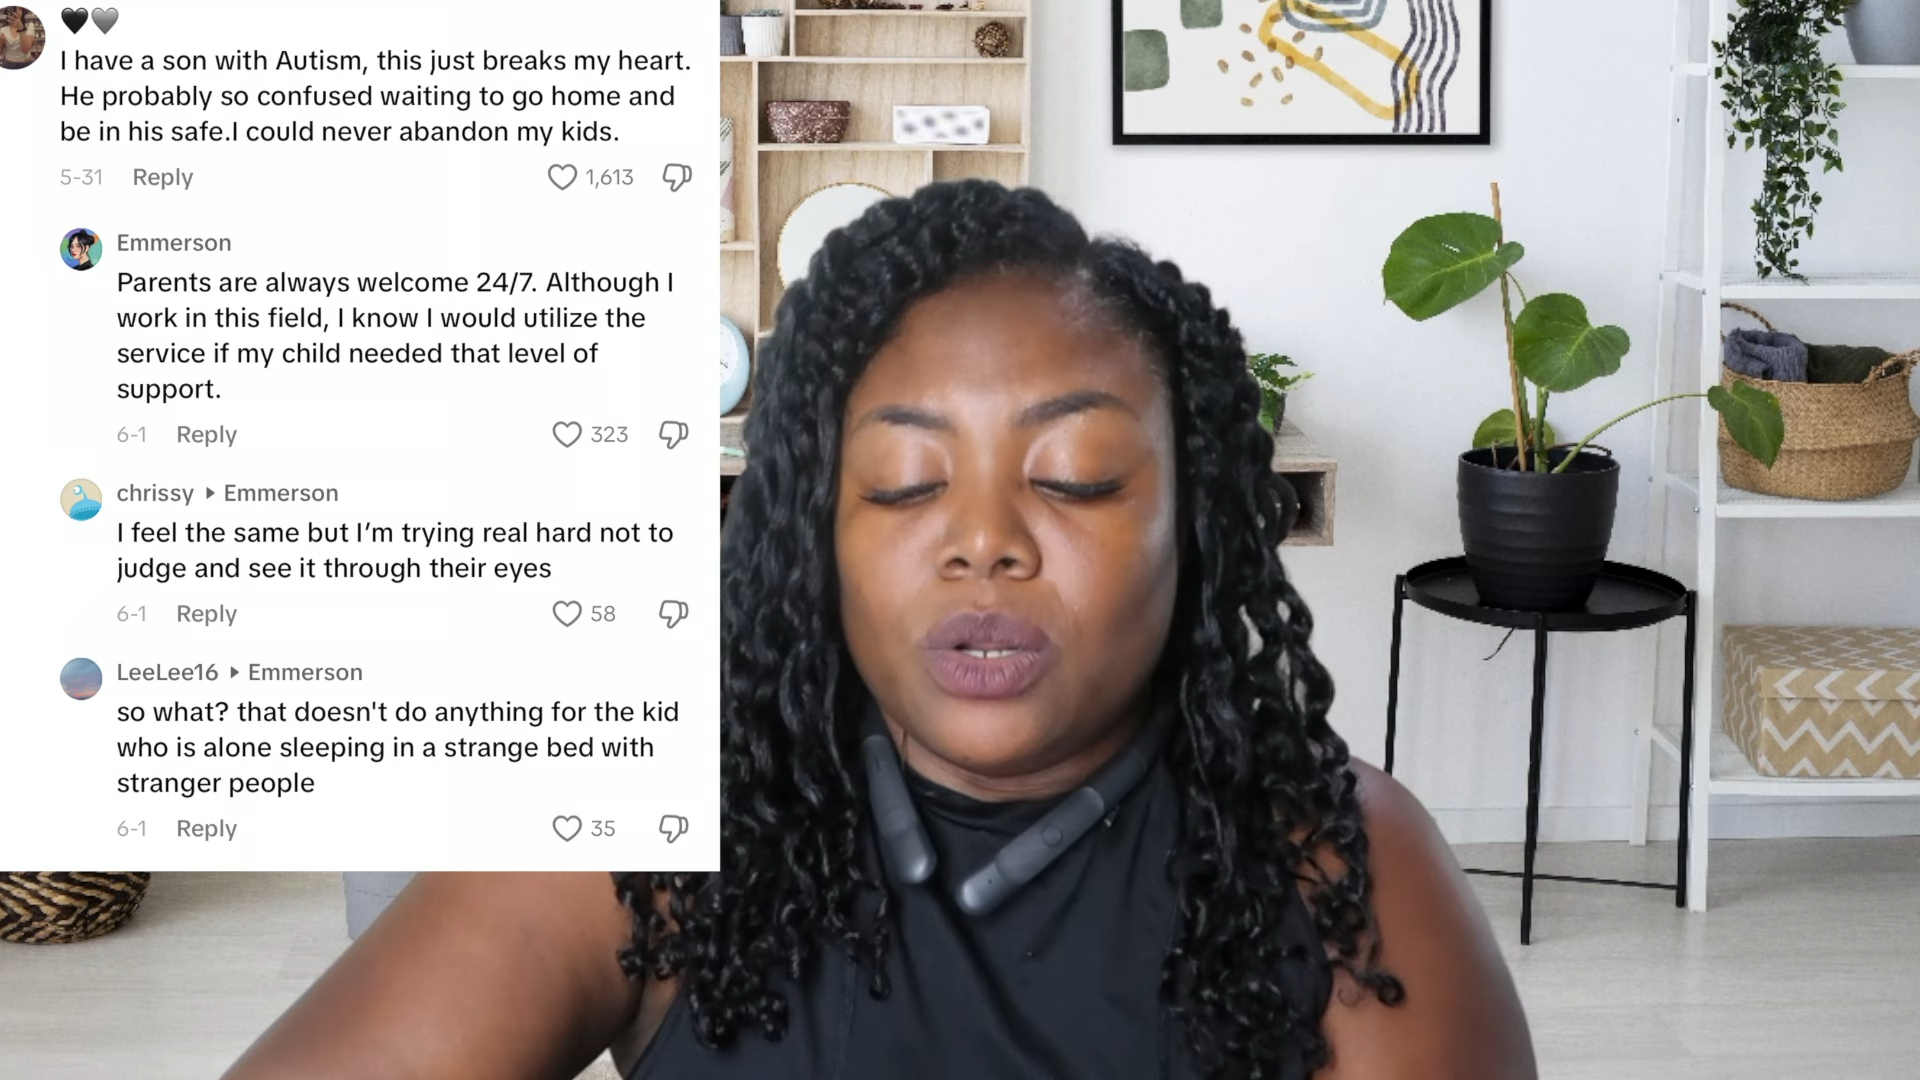 🖤🩶
I have a son with Autism, this just breaks my heart.
He probably so confused waiting to go home and
be in his safe.I could never abandon my kids.
5-31 Reply 1,613
Emmerson
Parents are always welcome 24/7. Although I
work in this field, I know I would utilize the
service if my child needed that level of
support.
6-1 Reply 323
chrissy ▸ Emmerson
I feel the same but I’m trying real hard not to
judge and see it through their eyes
6-1 Reply 58
LeeLee16 ▸ Emmerson
so what? that doesn't do anything for the kid
who is alone sleeping in a strange bed with
stranger people
6-1 Reply 35